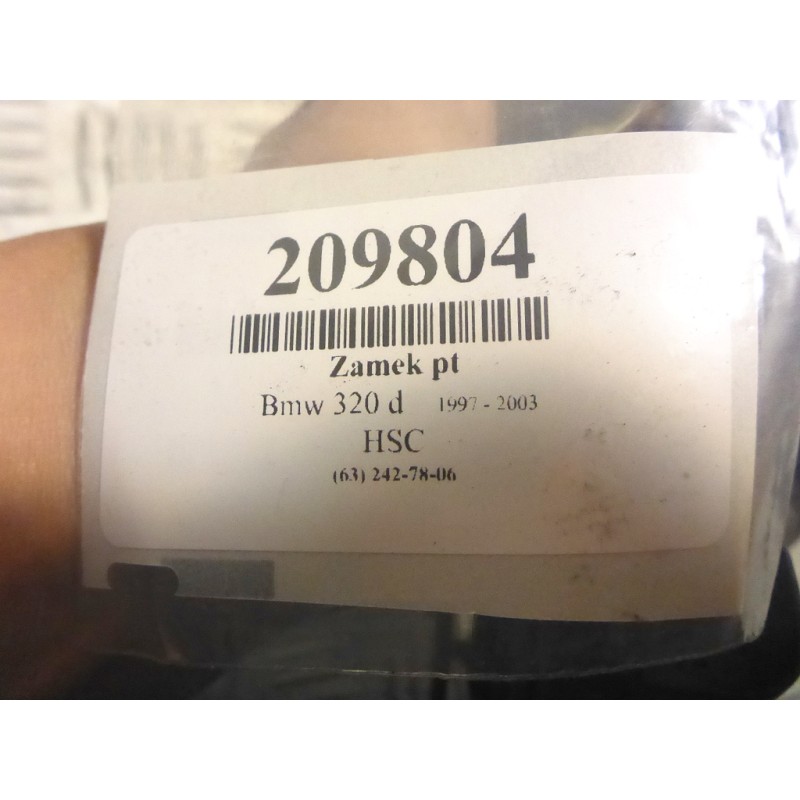 209804
Zamek pt
Bmw 320 d 1997 - 2003
HSC
(63) 242-78-06